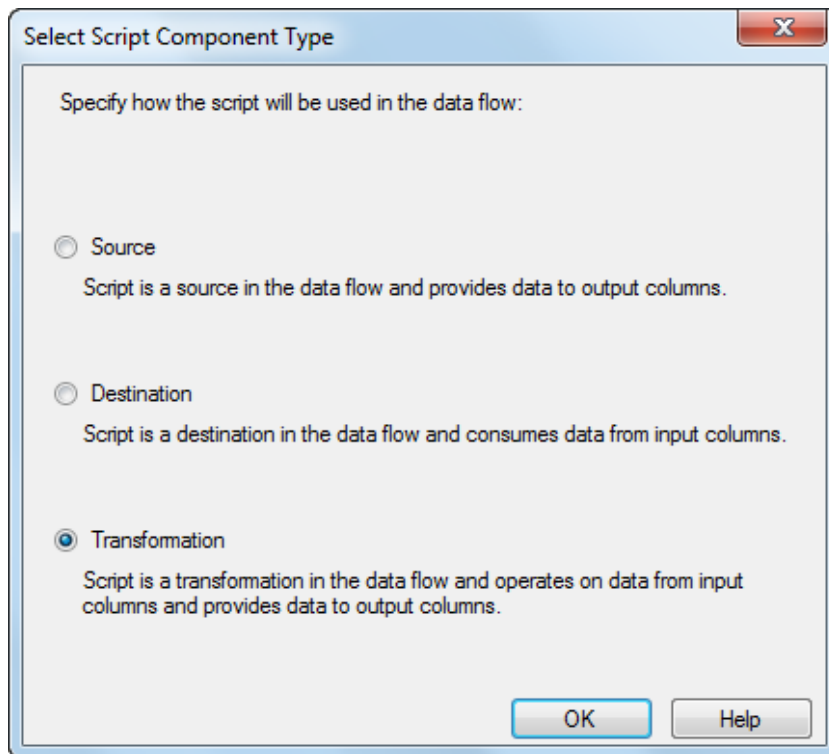 Select Script Component Type
Specify how the script will be used in the data flow:
Source
Script is a source in the data flow and provides data to output columns.
Destination
Script is a destination in the data flow and consumes data from input columns.
Transformation
Script is a transformation in the data flow and operates on data from input
columns and provides data to output columns.
OK
Help